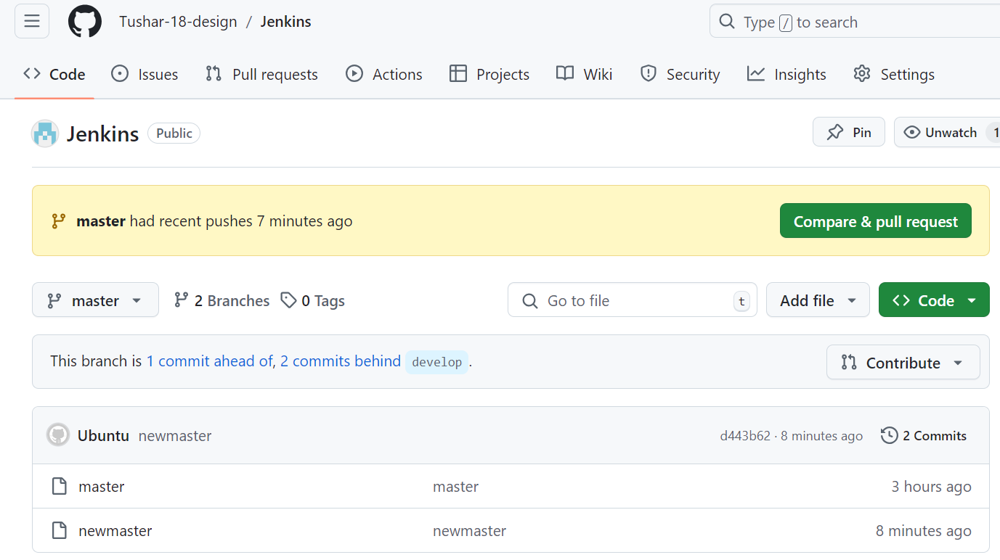 Tushar-18-design / Jenkins
Type / to search
Code Issues Pull requests Actions Projects Wiki Security Insights Settings
Jenkins Public
Pin Unwatch 1
master had recent pushes 7 minutes ago
Compare & pull request
master 2 Branches 0 Tags
Go to file t
Add file Code
This branch is 1 commit ahead of, 2 commits behind develop.
Contribute
Ubuntu newmaster d443b62 · 8 minutes ago 2 Commits
master master 3 hours ago
newmaster newmaster 8 minutes ago